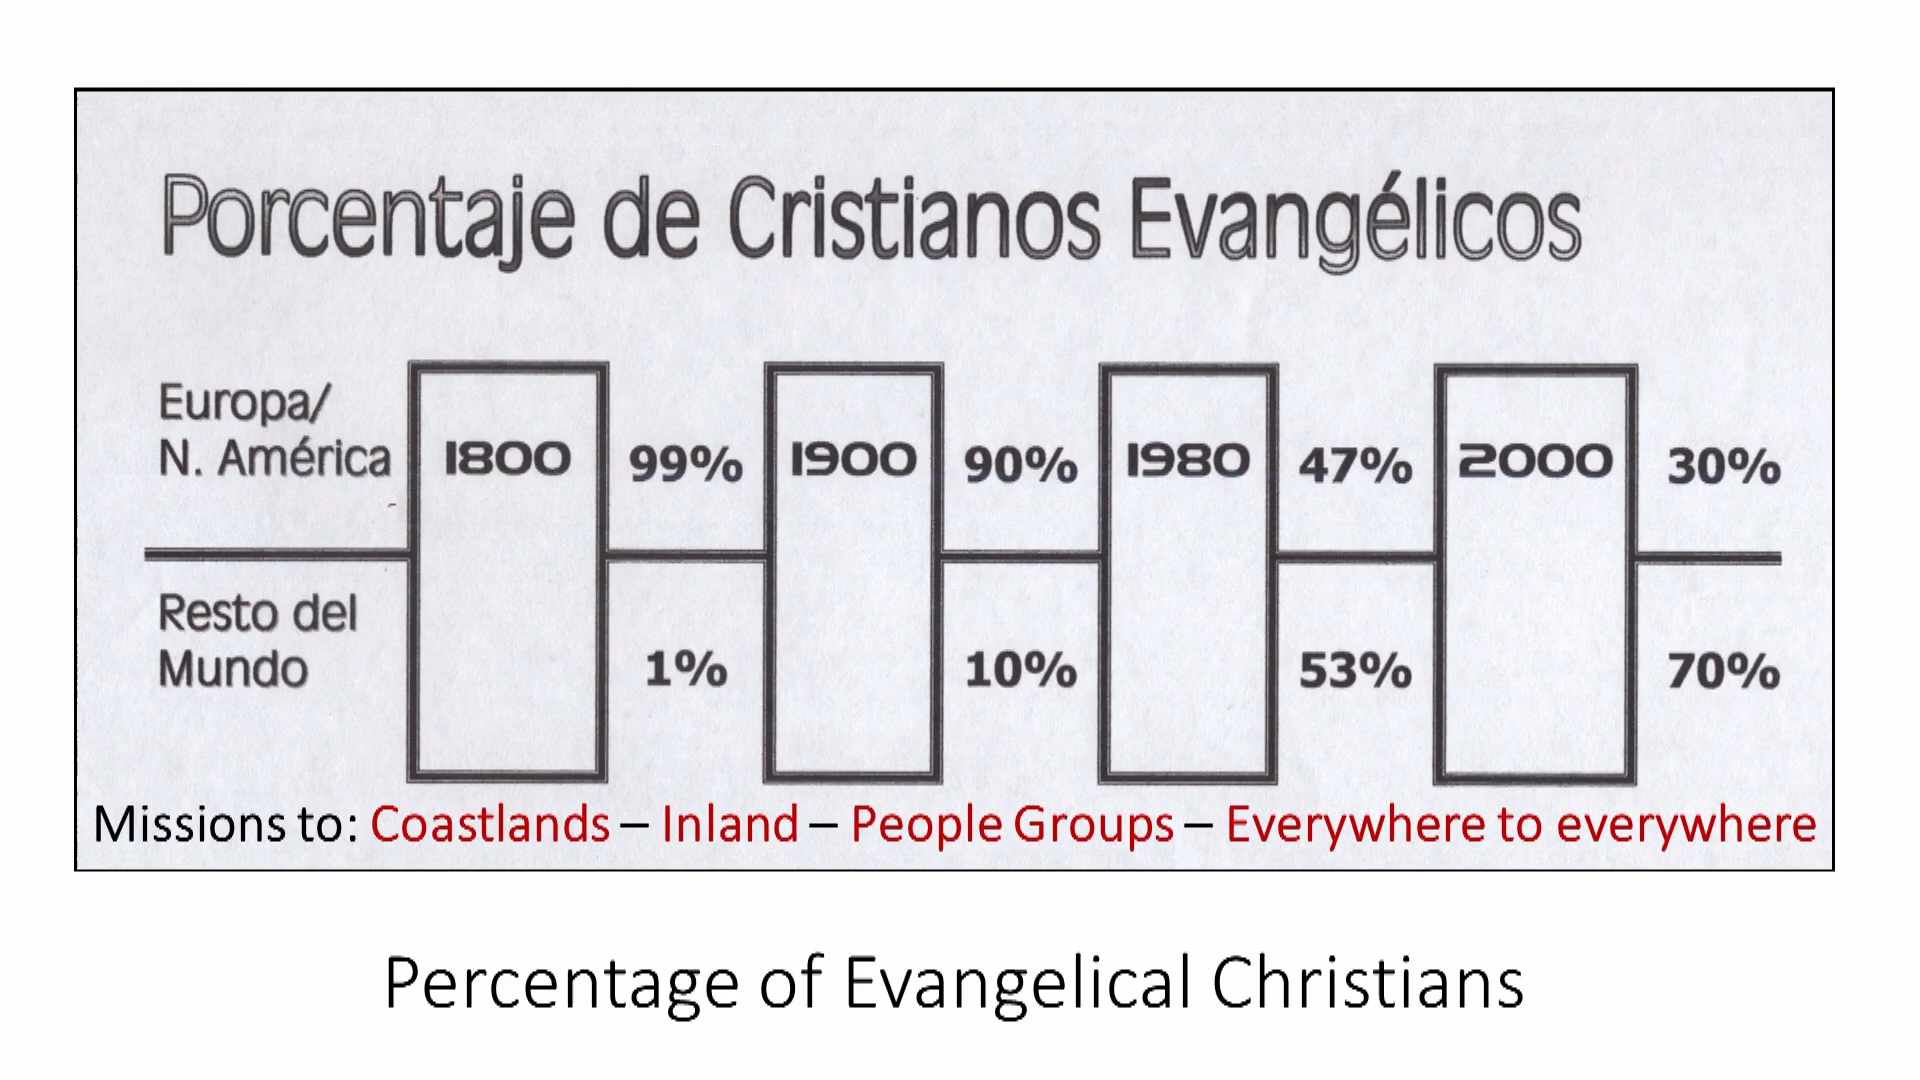 Porcentaje de Cristianos Evangélicos
Europa/
N. América
1800
99%
1900
90%
1980
47%
2000
30%
Resto del
Mundo
1%
10%
53%
70%
Missions to: Coastlands – Inland – People Groups – Everywhere to everywhere
Percentage of Evangelical Christians